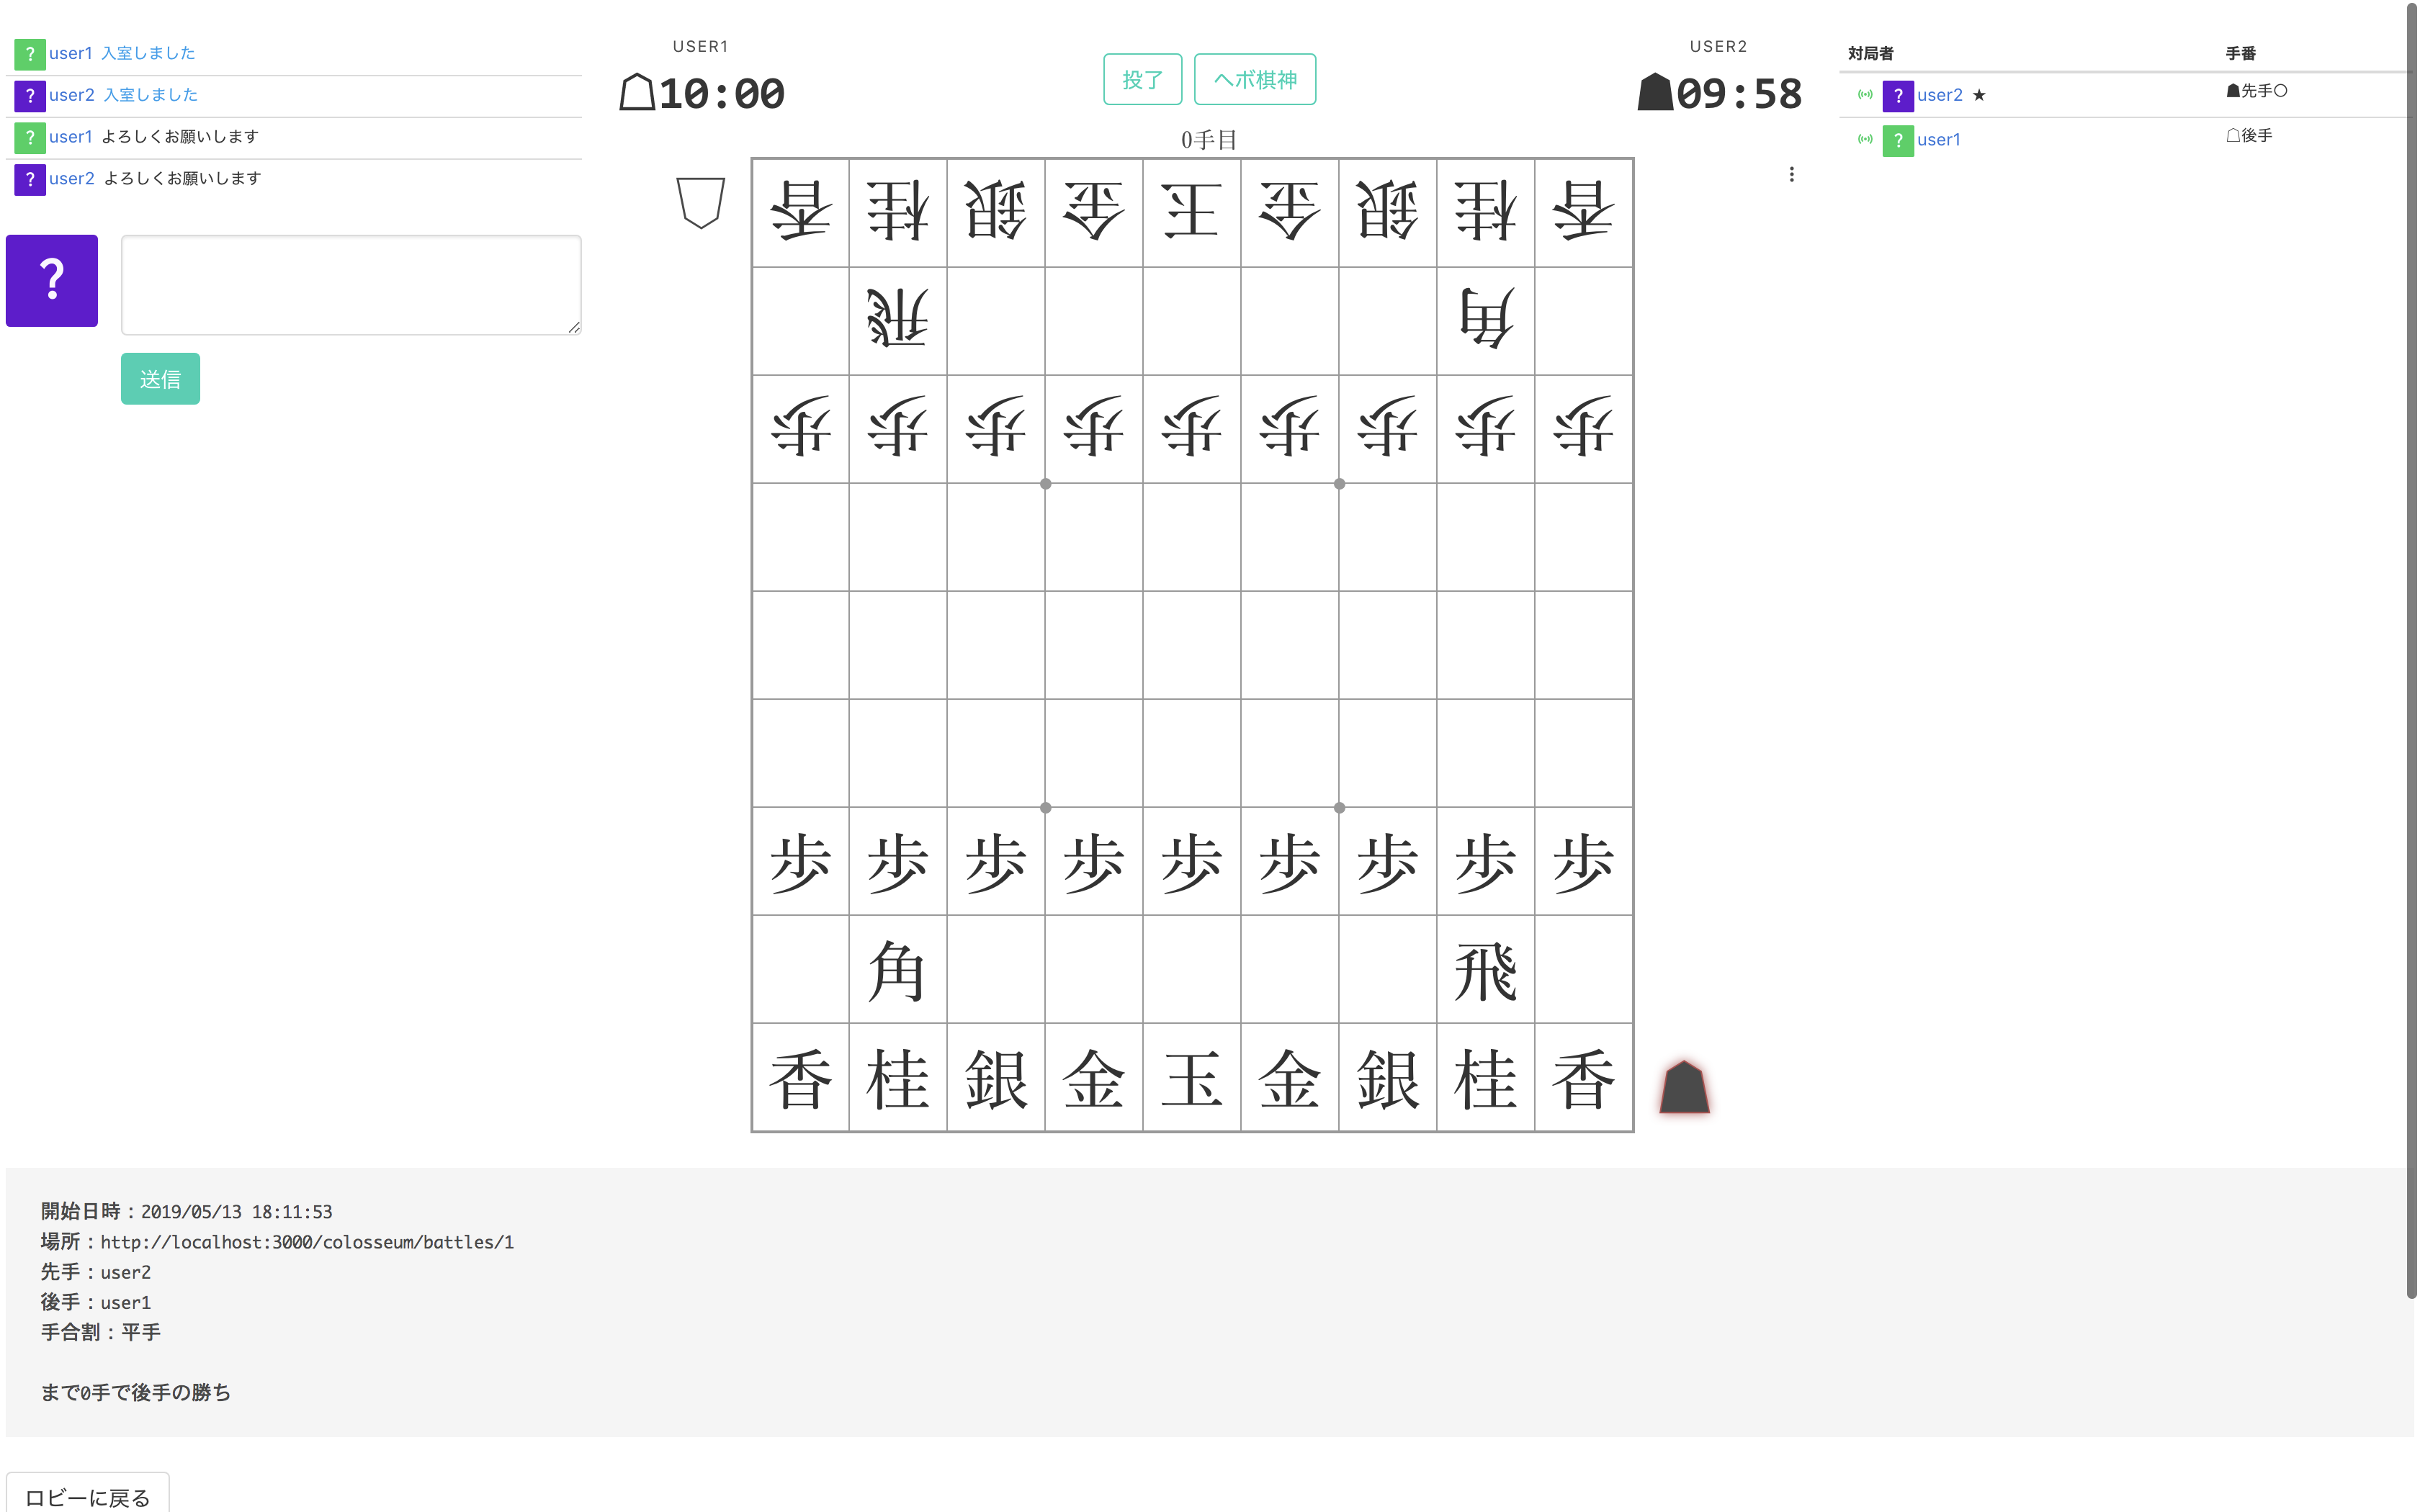 ? user1 入室しました
? user2 入室しました
? user1 よろしくお願いします
? user2 よろしくお願いします
?
送信
USER1
10:00
投了 ヘボ棋神
USER2
09:58
0手目
香桂銀金王金銀桂香
飛角
歩歩歩歩歩歩歩歩歩
歩歩歩歩歩歩歩歩歩
角飛
香桂銀金玉金銀桂香
対局者 手番
? user2 ★ ☗先手○
? user1 ☖後手
開始日時：2019/05/13 18:11:53
場所：http://localhost:3000/colosseum/battles/1
先手：user2
後手：user1
手合割：平手
まで0手で後手の勝ち
ロビーに戻る